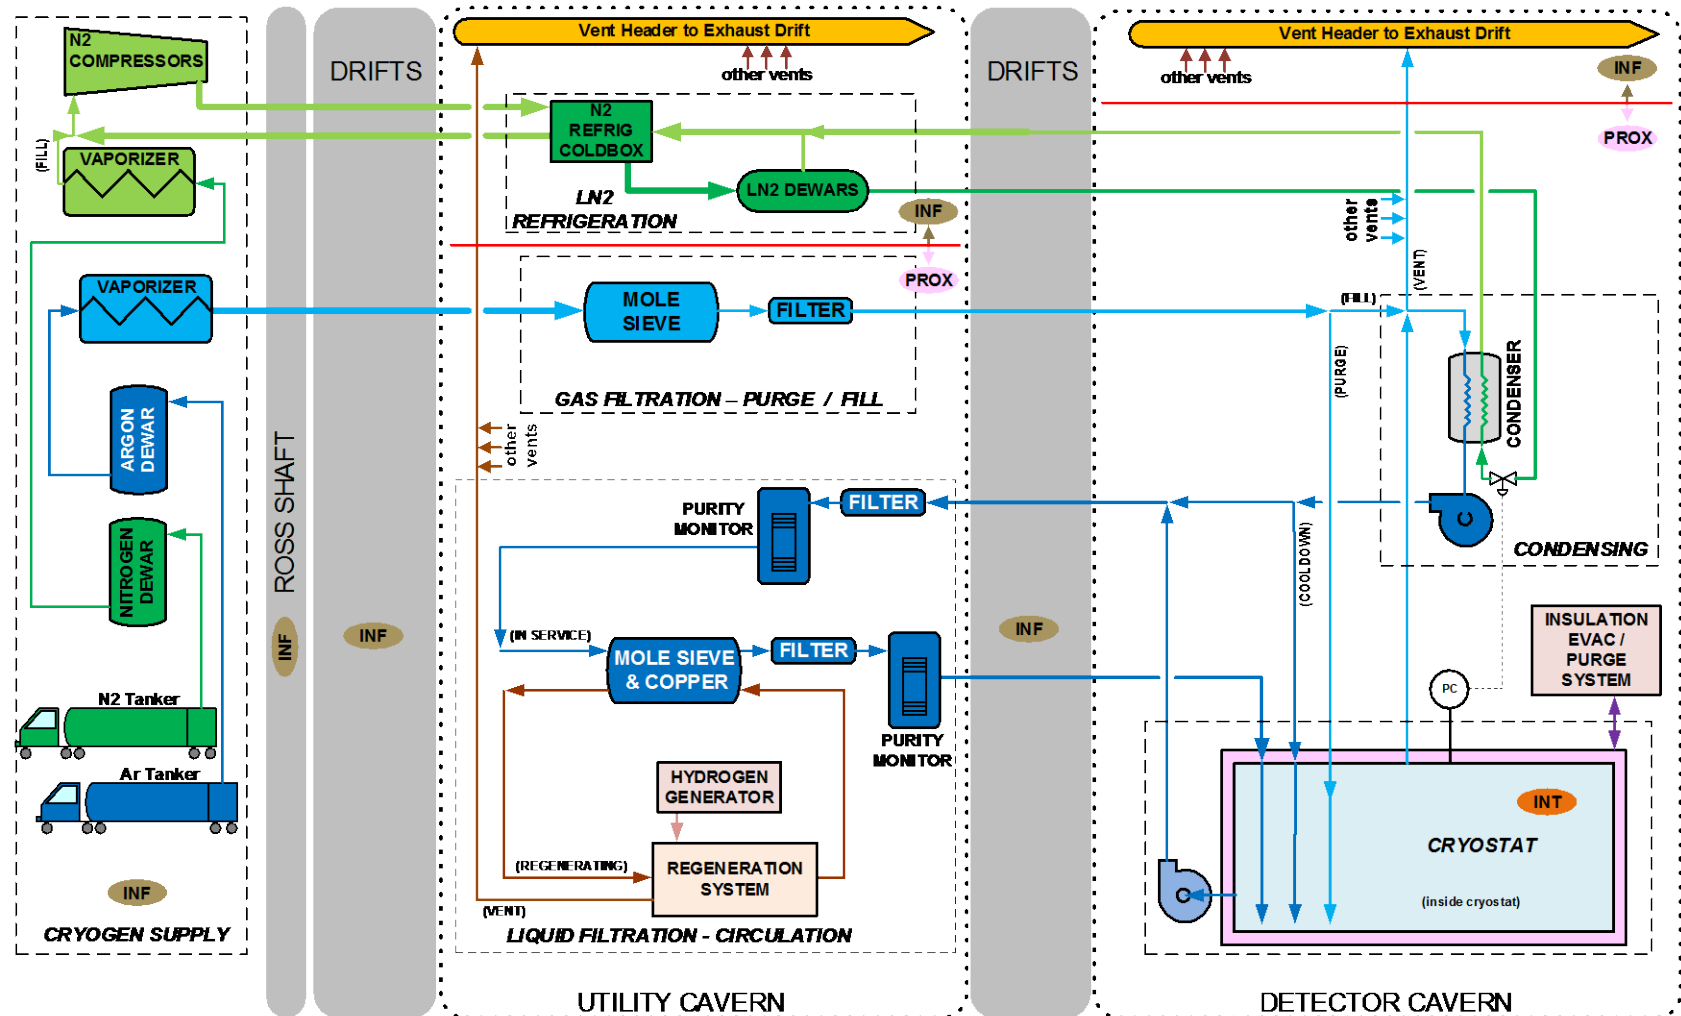 N2
COMPRESSORS
(FILL)
VAPORIZER
VAPORIZER
ARGON
DEWAR
NITROGEN
DEWAR
N2 Tanker
Ar Tanker
INF
CRYOGEN SUPPLY
ROSS SHAFT
INF
DRIFTS
INF
Vent Header to Exhaust Drift
other vents
N2
REFRIG
COLDBOX
LN2 DEWARS
LN2
REFRIGERATION
INF
PROX
MOLE
SIEVE
FILTER
GAS FILTRATION – PURGE / FILL
other
vents
PURITY
MONITOR
FILTER
(IN SERVICE)
MOLE SIEVE
& COPPER
FILTER
PURITY
MONITOR
HYDROGEN
GENERATOR
(REGENERATING)
REGENERATION
SYSTEM
(VENT)
LIQUID FILTRATION - CIRCULATION
UTILITY CAVERN
DRIFTS
INF
Vent Header to Exhaust Drift
other vents
INF
PROX
other
vents
(VENT)
(FILL)
(PURGE)
CONDENSER
CONDENSING
(COOLDOWN)
INSULATION
EVAC /
PURGE
SYSTEM
PC
INT
CRYOSTAT
(inside cryostat)
DETECTOR CAVERN